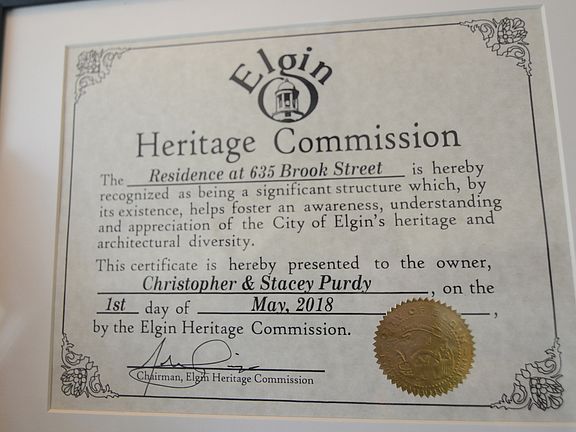 Elgin
Heritage Commission
The Residence at 635 Brook Street is hereby
recognized as being a significant structure which, by
its existence, helps foster an awareness, understanding
and appreciation of the City of Elgin's heritage and
architectural diversity.
This certificate is hereby presented to the owner,
Christopher & Stacey Purdy, on the
1st day of May, 2018,
by the Elgin Heritage Commission.
Chairman, Elgin Heritage Commission